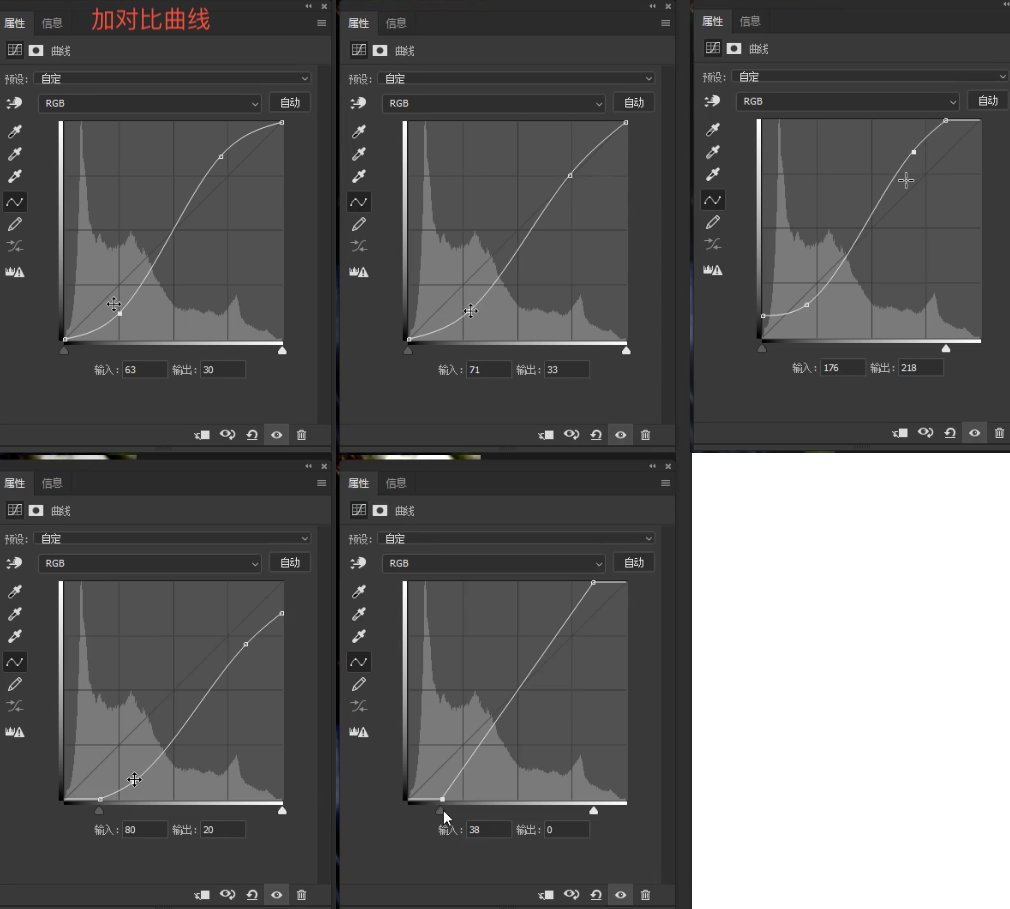 加对比曲线
属性 信息
曲线
预设: 自定
RGB 自动
输入: 63 输出: 30
属性 信息
曲线
预设: 自定
RGB 自动
输入: 71 输出: 33
属性 信息
曲线
预设: 自定
RGB 自动
输入: 176 输出: 218
属性 信息
曲线
预设: 自定
RGB 自动
输入: 80 输出: 20
属性 信息
曲线
预设: 自定
RGB 自动
输入: 38 输出: 0